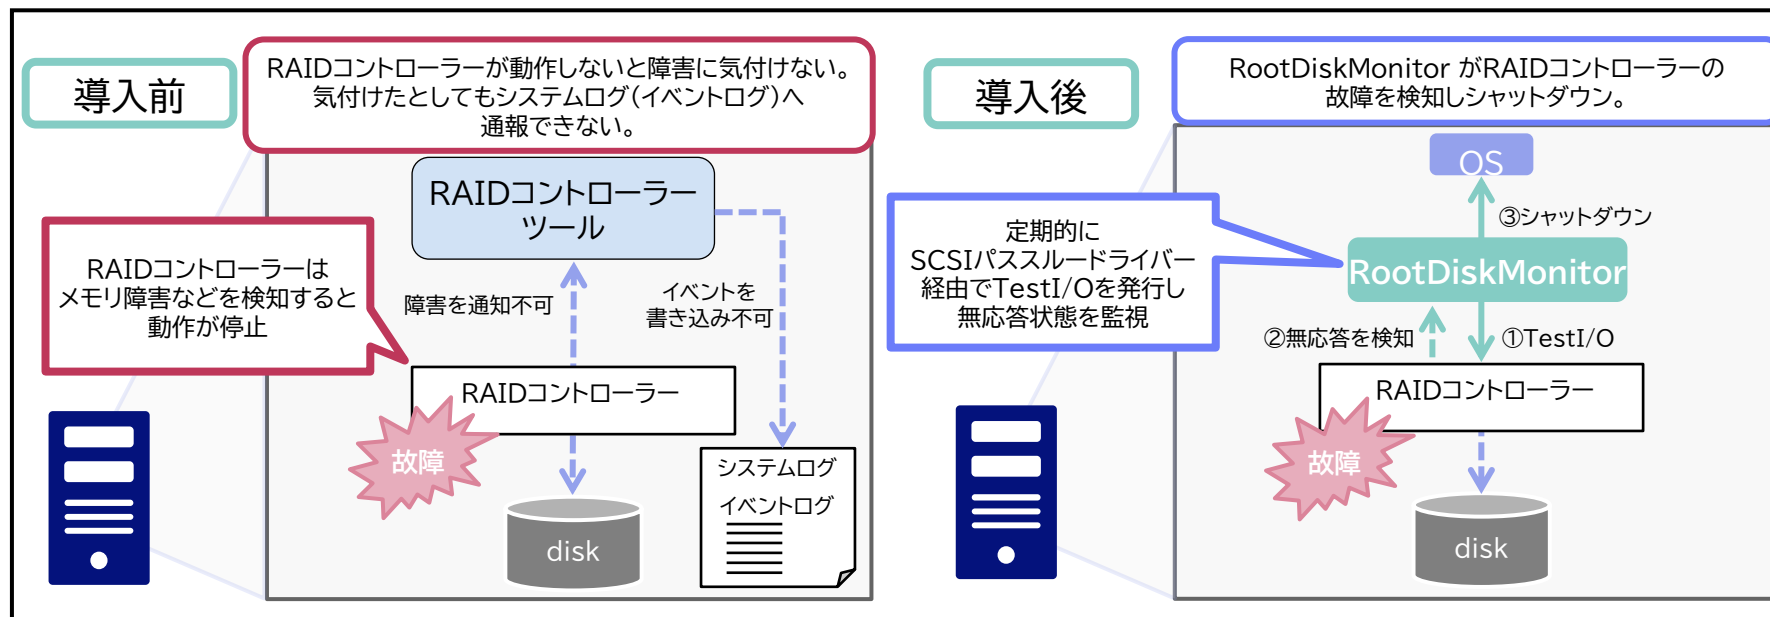 導入前
RAIDコントローラーが動作しないと障害に気付けない。
気付けたとしてもシステムログ(イベントログ)へ
通報できない。
RAIDコントローラー
ツール
RAIDコントローラーは
メモリ障害などを検知すると
動作が停止
障害を通知不可
イベントを
書き込み不可
RAIDコントローラー
故障
disk
システムログ
イベントログ
導入後
RootDiskMonitor がRAIDコントローラーの
故障を検知しシャットダウン。
OS
③シャットダウン
定期的に
SCSIパススルードライバー
経由でTestI/Oを発行し
無応答状態を監視
RootDiskMonitor
②無応答を検知
①TestI/O
RAIDコントローラー
故障
disk